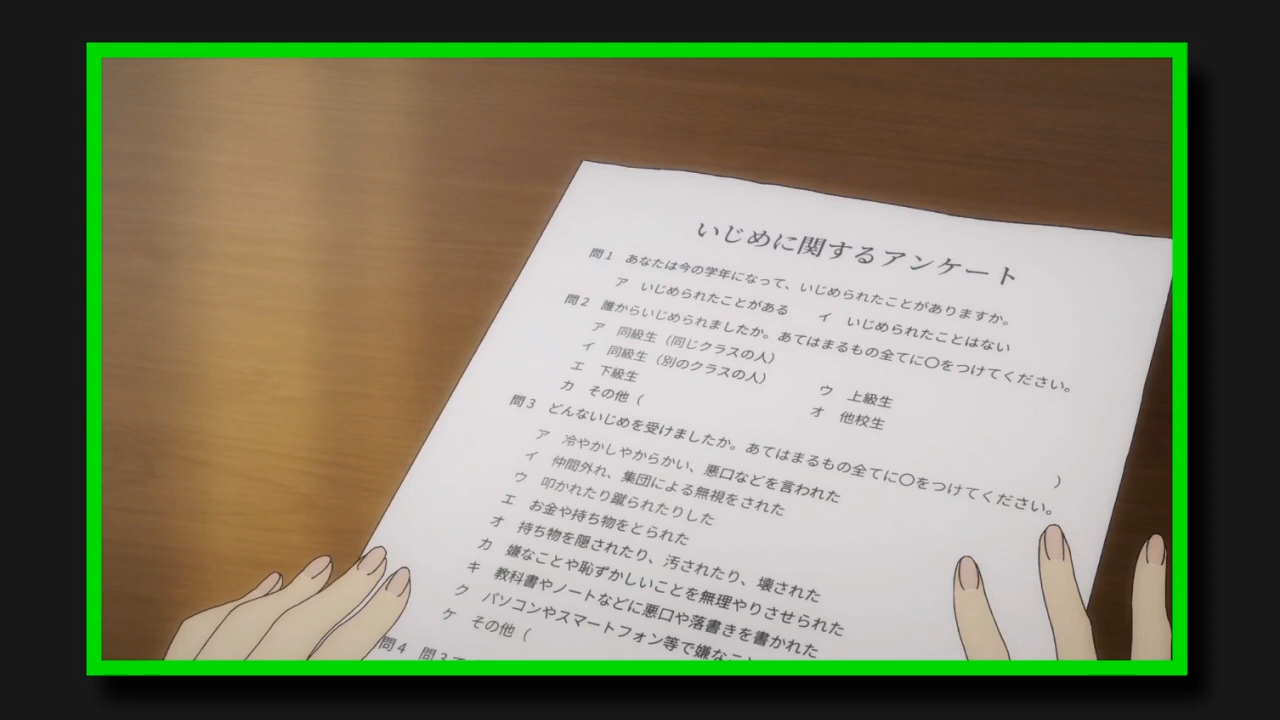 いじめに関するアンケート
問1 あなたは今の学年になって、いじめられたことがありますか。
ア いじめられたことがある イ いじめられたことはない
問2 誰からいじめられましたか。あてはまるもの全てに〇をつけてください。
ア 同級生（同じクラスの人）
イ 同級生（別のクラスの人） ウ 上級生
エ 下級生 オ 他校生
カ その他（ ）
問3 どんないじめを受けましたか。あてはまるもの全てに〇をつけてください。
ア 冷やかしやからかい、悪口などを言われた
イ 仲間外れ、集団による無視をされた
ウ 叩かれたり蹴られたりした
エ お金や持ち物をとられた
オ 持ち物を隠されたり、汚されたり、壊された
カ 嫌なことや恥ずかしいことを無理やりさせられた
キ 教科書やノートなどに悪口や落書きを書かれた
ク パソコンやスマートフォン等で嫌なこ
ケ その他（
問4 問3で